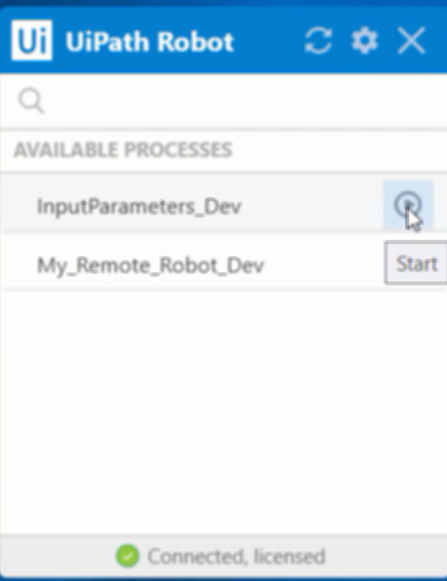 Ui UiPath Robot
AVAILABLE PROCESSES
InputParameters_Dev
My_Remote_Robot_Dev
Start
Connected, licensed